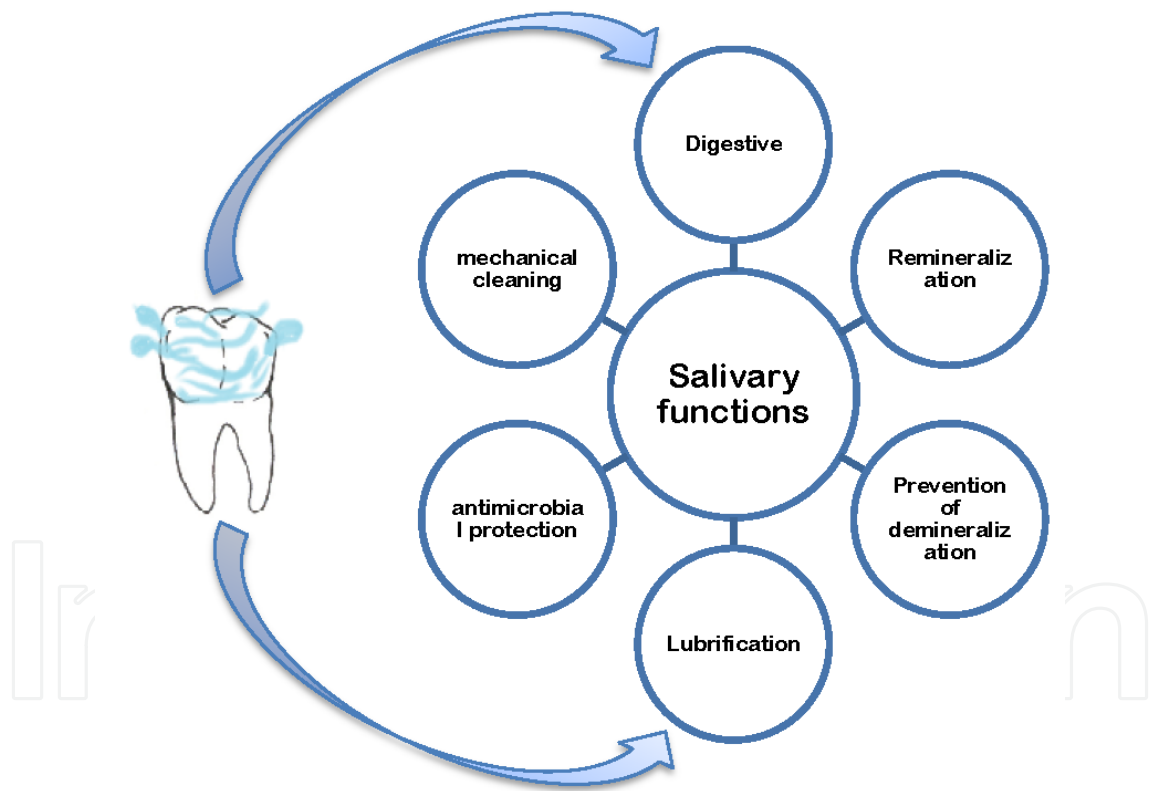 Digestive
mechanical
cleaning
Remineraliz
ation
Salivary
functions
antimicrobia
l protection
Prevention
of
demineraliz
ation
Lubrification